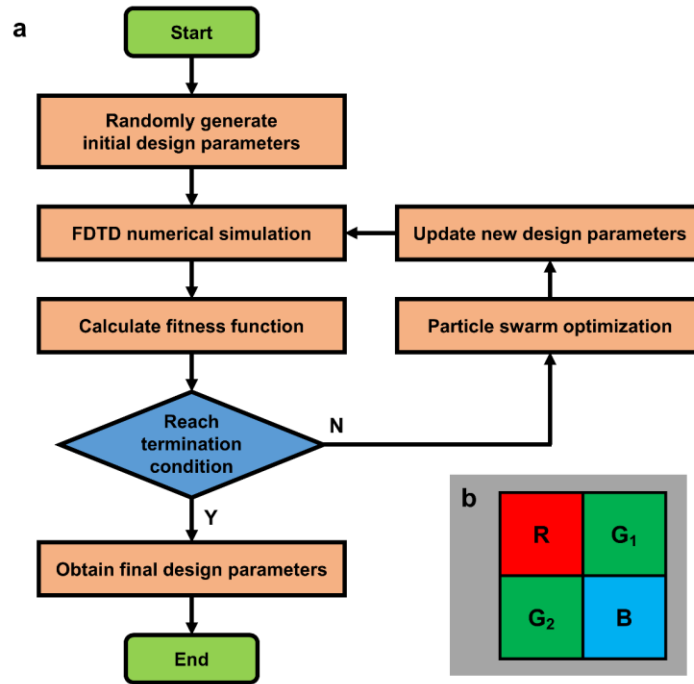 a
Start
Randomly generate
initial design parameters
FDTD numerical simulation
Update new design parameters
Calculate fitness function
Particle swarm optimization
Reach
termination
condition
N
Y
Obtain final design parameters
End
b
R
G₁
G₂
B